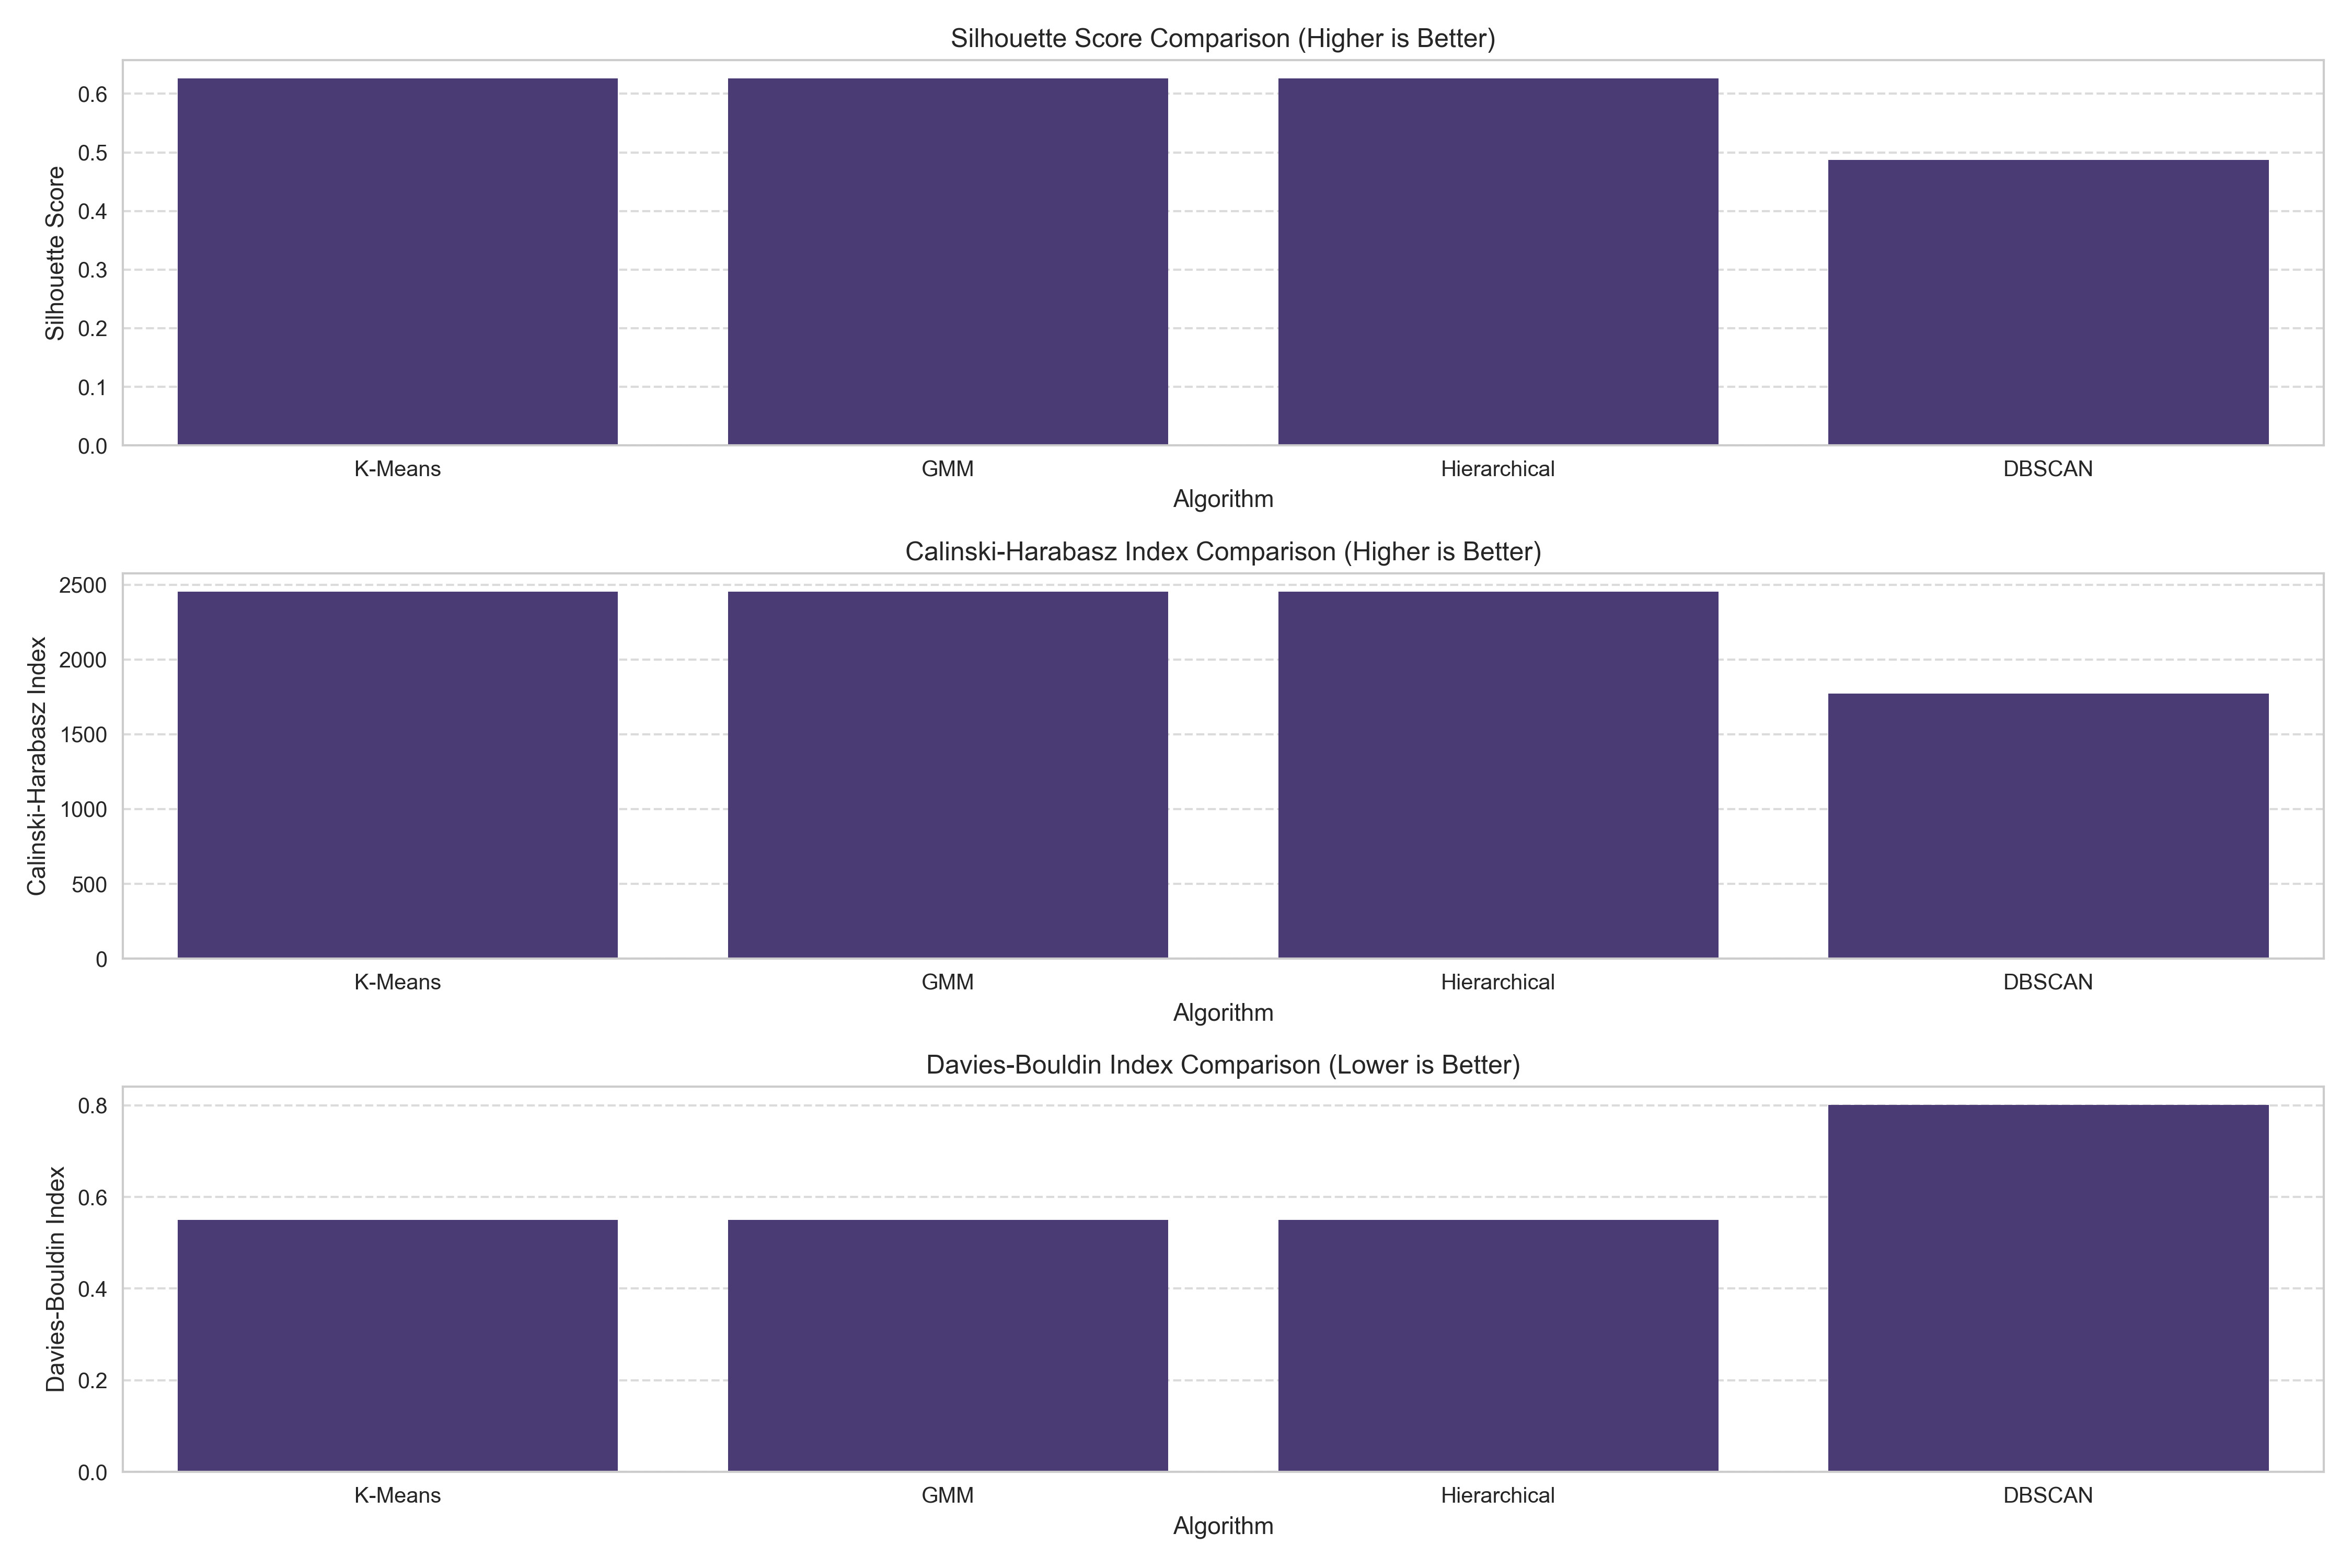 Silhouette Score Comparison (Higher is Better)
Silhouette Score
0.6
0.5
0.4
0.3
0.2
0.1
0.0
K-Means GMM Hierarchical DBSCAN
Algorithm
Calinski-Harabasz Index Comparison (Higher is Better)
Calinski-Harabasz Index
2500
2000
1500
1000
500
0
K-Means GMM Hierarchical DBSCAN
Algorithm
Davies-Bouldin Index Comparison (Lower is Better)
Davies-Bouldin Index
0.8
0.6
0.4
0.2
0.0
K-Means GMM Hierarchical DBSCAN
Algorithm